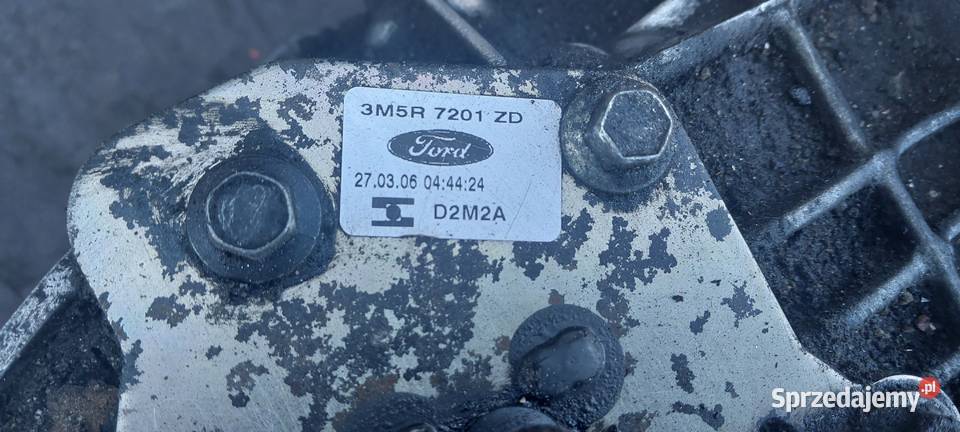 3M5R 7201 ZD
Ford
27.03.06 04:44:24
D2M2A
Sprzedajemy.pl